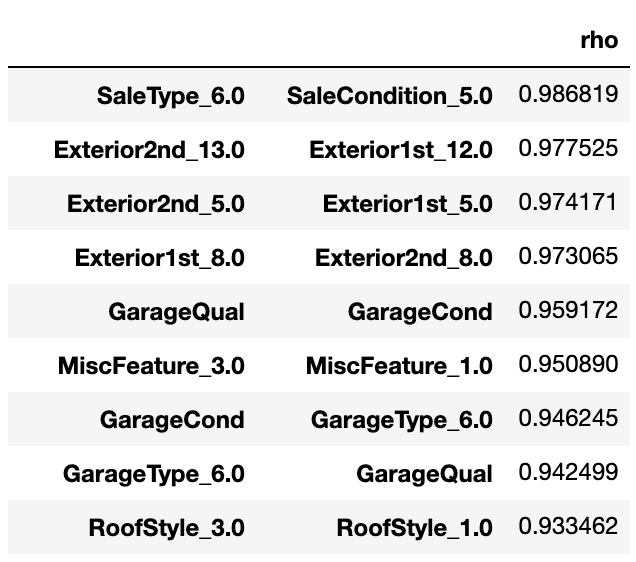 rho
SaleType_6.0 SaleCondition_5.0 0.986819
Exterior2nd_13.0 Exterior1st_12.0 0.977525
Exterior2nd_5.0 Exterior1st_5.0 0.974171
Exterior1st_8.0 Exterior2nd_8.0 0.973065
GarageQual GarageCond 0.959172
MiscFeature_3.0 MiscFeature_1.0 0.950890
GarageCond GarageType_6.0 0.946245
GarageType_6.0 GarageQual 0.942499
RoofStyle_3.0 RoofStyle_1.0 0.933462